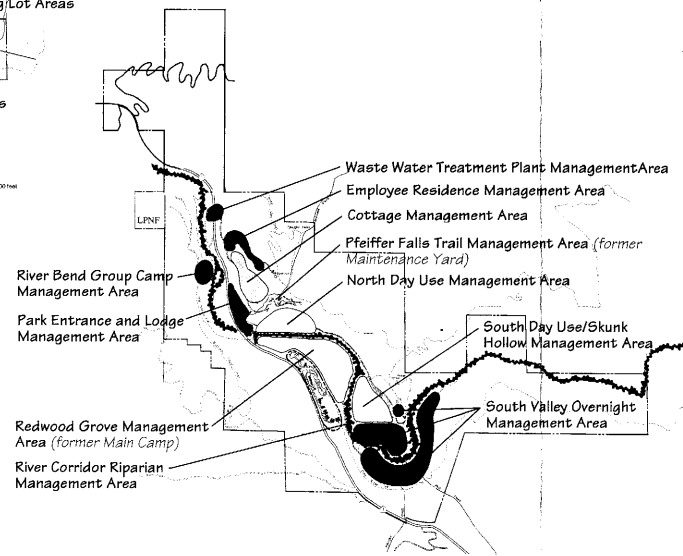 g Lot Areas
s
00 feet
Waste Water Treatment Plant ManagementArea
Employee Residence Management Area
Cottage Management Area
LPNF
Pfeiffer Falls Trail Management Area (former
Maintenance Yard)
River Bend Group Camp
Management Area
North Day Use Management Area
Park Entrance and Lodge
Management Area
South Day Use/Skunk
Hollow Management Area
South Valley Overnight
Management Area
Redwood Grove Management
Area (former Main Camp)
River Corridor Riparian
Management Area